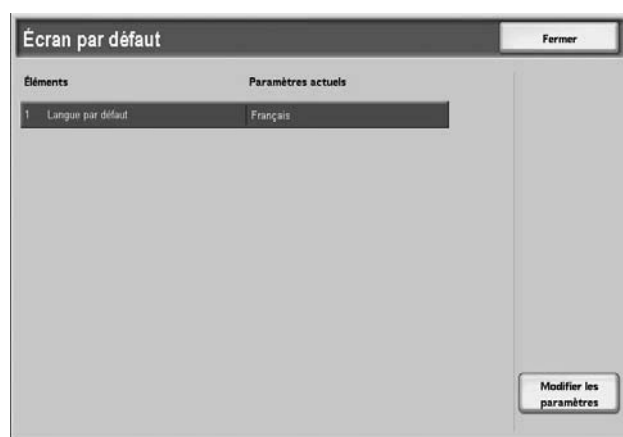 Écran par défaut
Fermer
Éléments
Paramètres actuels
1 Langue par défaut
Français
Modifier les
paramètres